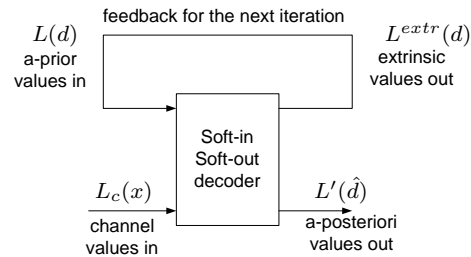 feedback for the next iteration
L(d)
a-prior
values in
L^{extr}(d)
extrinsic
values out
Soft-in
Soft-out
decoder
L_c(x)
channel
values in
L'(\hat{d})
a-posteriori
values out